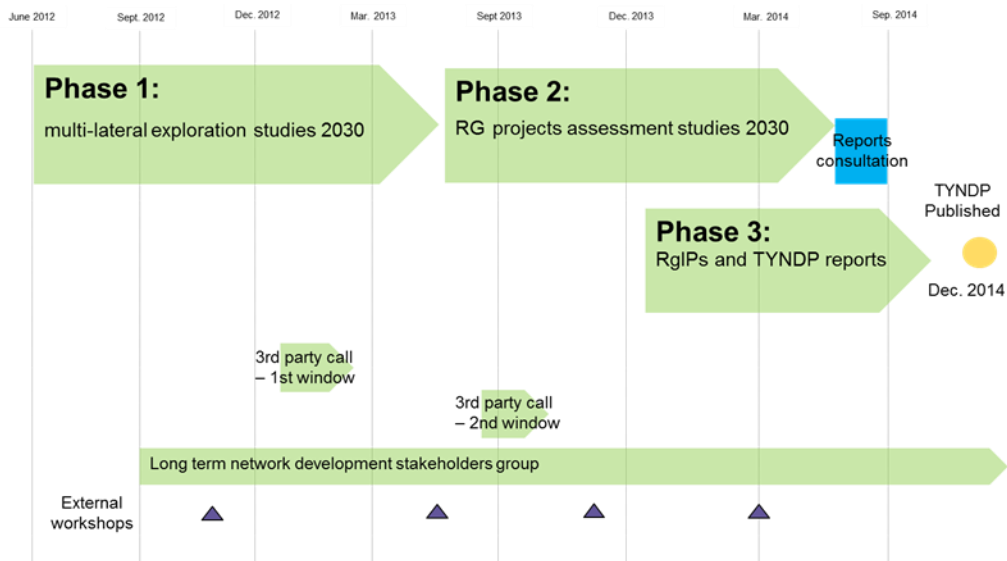 June 2012
Sept. 2012
Dec. 2012
Mar. 2013
Sept 2013
Dec. 2013
Mar. 2014
Sep. 2014
Phase 1:
multi-lateral exploration studies 2030
Phase 2:
RG projects assessment studies 2030
Reports
consultation
TYNDP
Published
Dec. 2014
Phase 3:
RgIPs and TYNDP reports
3rd party call
– 1st window
3rd party call
– 2nd window
Long term network development stakeholders group
External
workshops